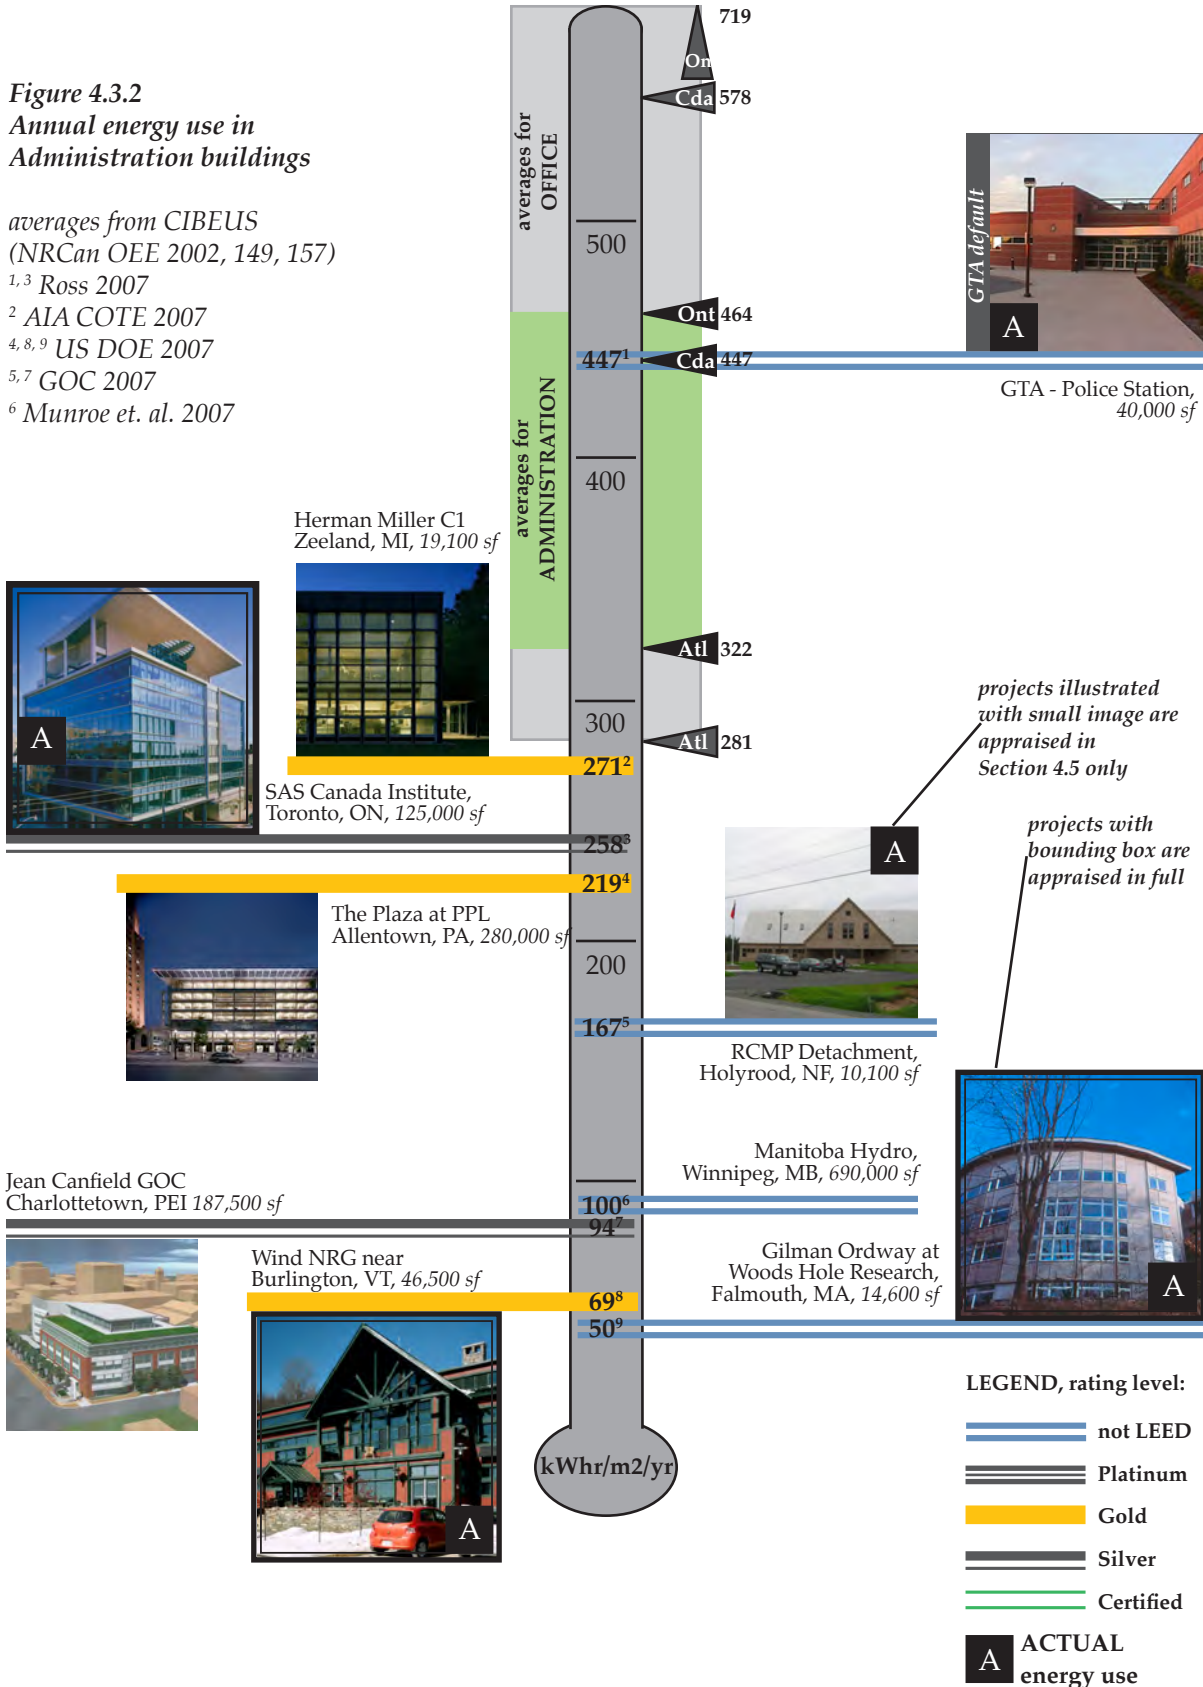 Figure 4.3.2
Annual energy use in
Administration buildings
averages from CIBEUS
(NRCan OEE 2002, 149, 157)
1, 3 Ross 2007
2 AIA COTE 2007
4, 8, 9 US DOE 2007
5, 7 GOC 2007
6 Munroe et. al. 2007
averages for
OFFICE
averages for
ADMINISTRATION
719
On
Cda 578
500
Ont 464
447¹
Cda 447
400
Atl 322
300
Atl 281
GTA default
A
GTA - Police Station,
40,000 sf
Herman Miller C1
Zeeland, MI, 19,100 sf
271²
A
SAS Canada Institute,
Toronto, ON, 125,000 sf
258³
219⁴
The Plaza at PPL
Allentown, PA, 280,000 sf
200
projects illustrated
with small image are
appraised in
Section 4.5 only
projects with
bounding box are
appraised in full
A
167⁵
RCMP Detachment,
Holyrood, NF, 10,100 sf
Manitoba Hydro,
Winnipeg, MB, 690,000 sf
100⁶
Jean Canfield GOC
Charlottetown, PEI 187,500 sf
94⁷
Wind NRG near
Burlington, VT, 46,500 sf
69⁸
A
Gilman Ordway at
Woods Hole Research,
Falmouth, MA, 14,600 sf
50⁹
A
kWhr/m2/yr
LEGEND, rating level:
not LEED
Platinum
Gold
Silver
Certified
A ACTUAL
energy use